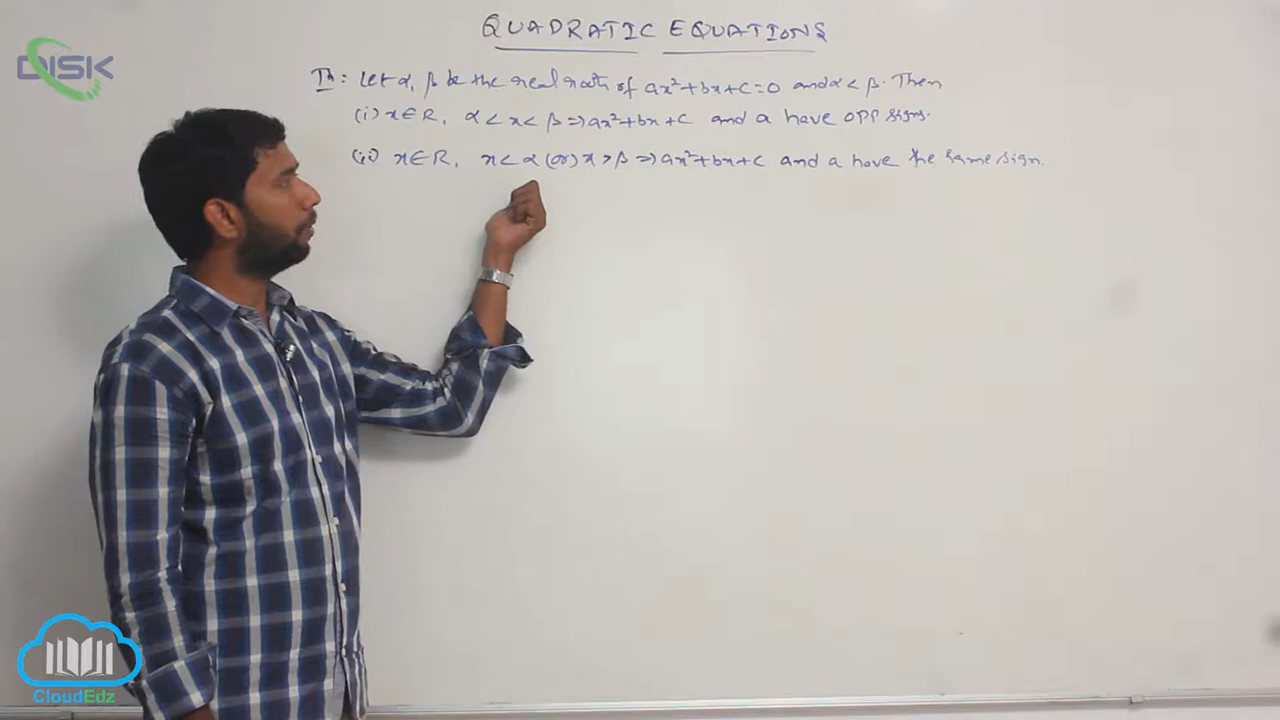 DISK
QUADRATIC EQUATIONS
Th: Let α, β be the real roots of ax²+bx+c=0 and α<β. Then
(i) x∈R, α<x<β ⇒ ax²+bx+c and a have opp signs.
(ii) x∈R, x<α (or) x>β ⇒ ax²+bx+c and a have the same sign.
CloudEdz